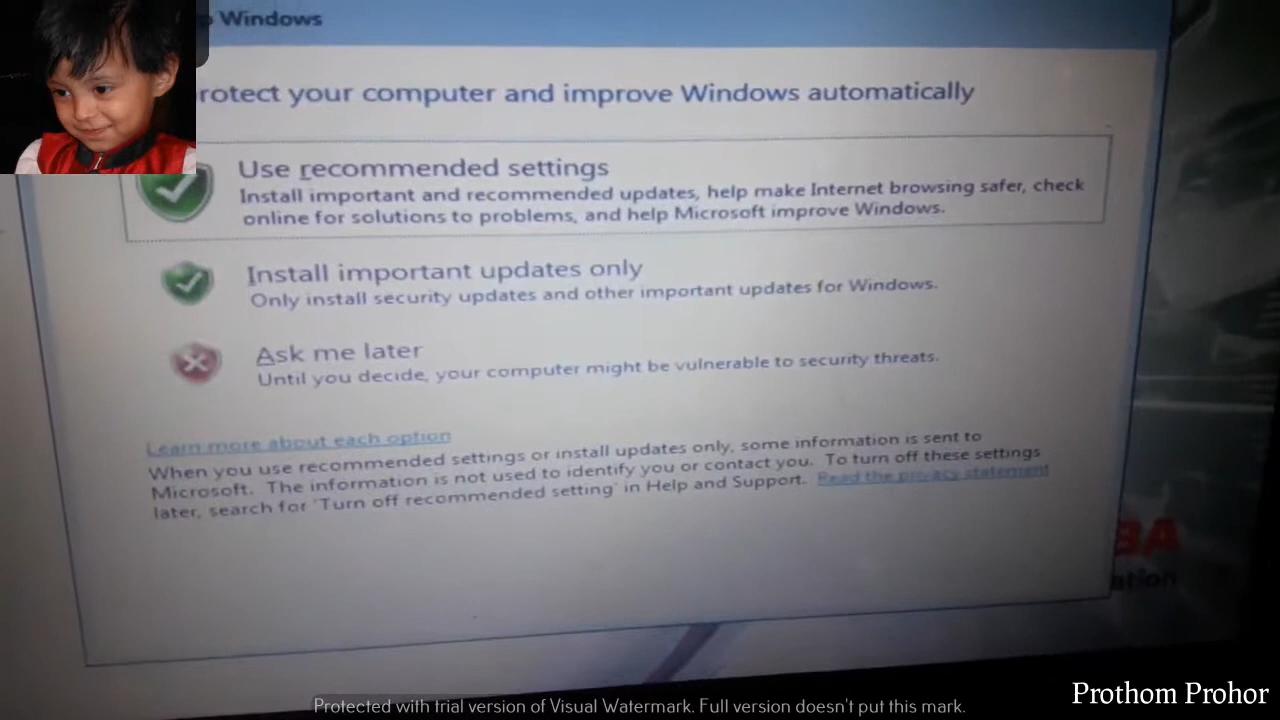 Windows
rotect your computer and improve Windows automatically
Use recommended settings
Install important and recommended updates, help make Internet browsing safer, check
online for solutions to problems, and help Microsoft improve Windows.
Install important updates only
Only install security updates and other important updates for Windows.
Ask me later
Until you decide, your computer might be vulnerable to security threats.
Learn more about each option
When you use recommended settings or install updates only, some information is sent to
Microsoft. The information is not used to identify you or contact you. To turn off these settings
later, search for 'Turn off recommended setting' in Help and Support. Read the privacy statement
BA
ation
Prothom Prohor
Protected with trial version of Visual Watermark. Full version doesn't put this mark.